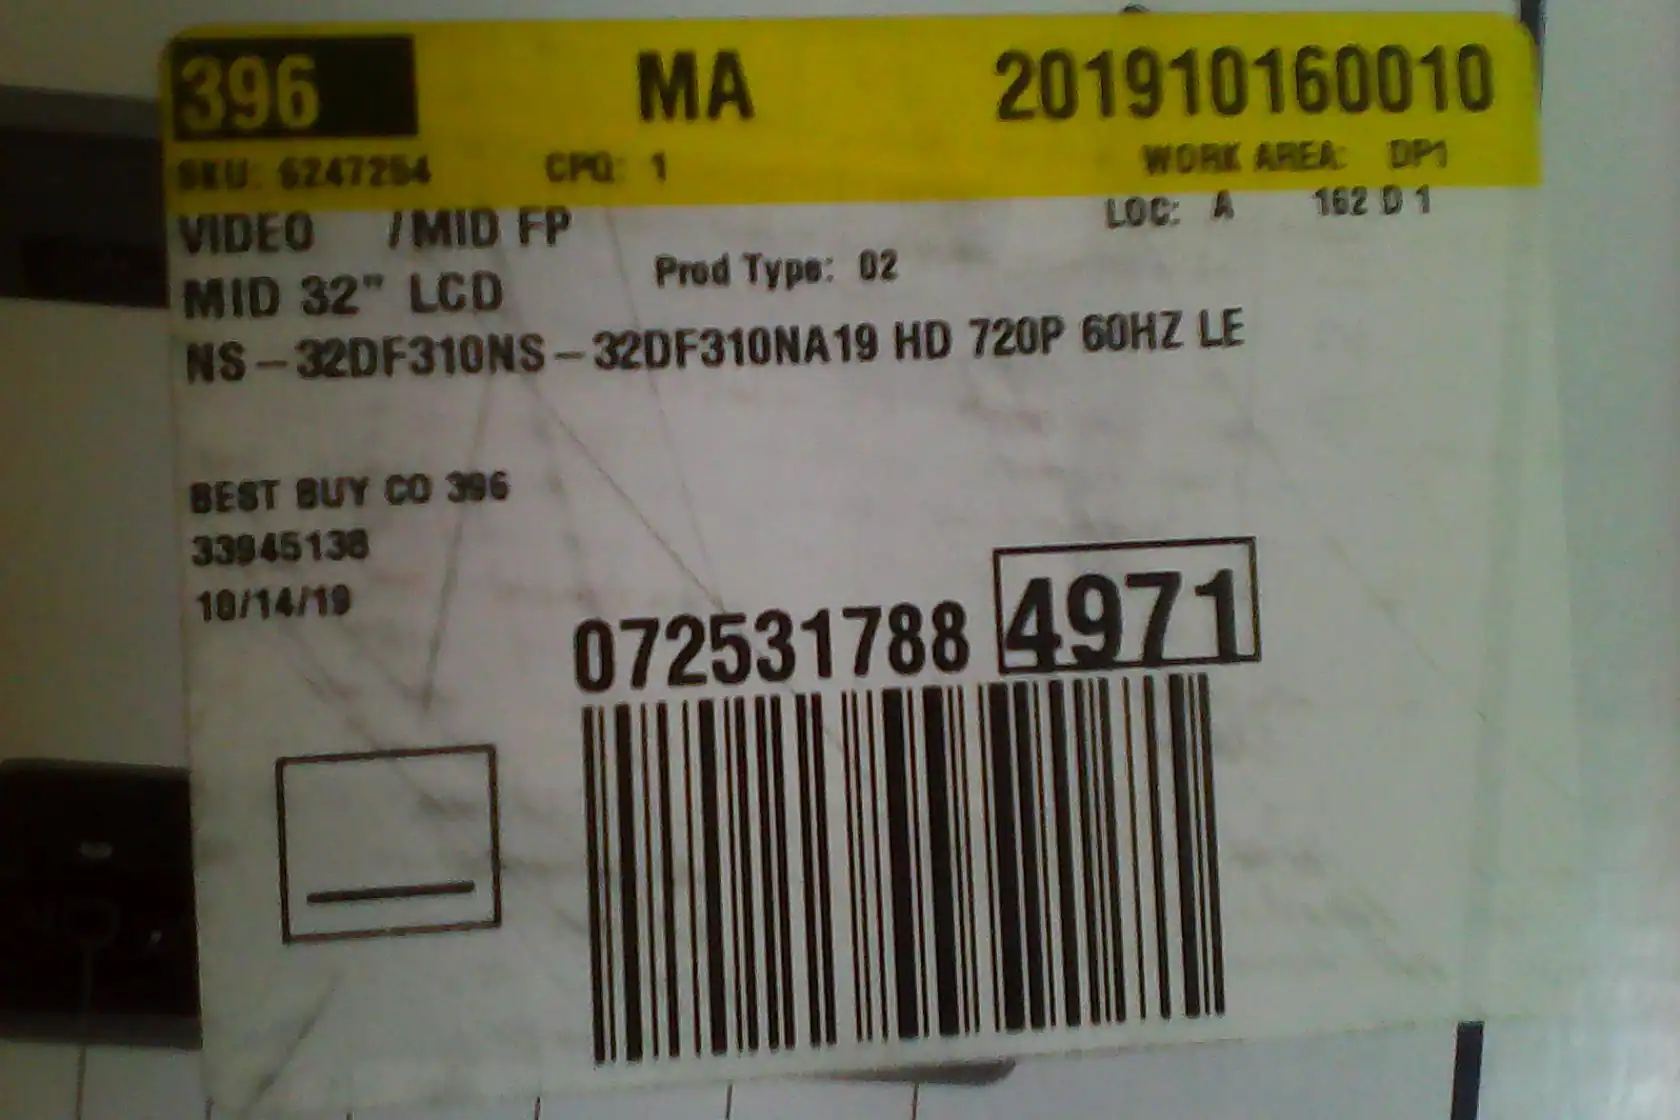 396 MA 201910160010
SKU: 6247254 CPQ: 1 WORK AREA: DP1
VIDEO /MID FP LOC: A 162 D 1
MID 32" LCD Prod Type: 02
NS-32DF310NS-32DF310NA19 HD 720P 60HZ LE
BEST BUY CO 396
33945138
10/14/19
072531788 4971